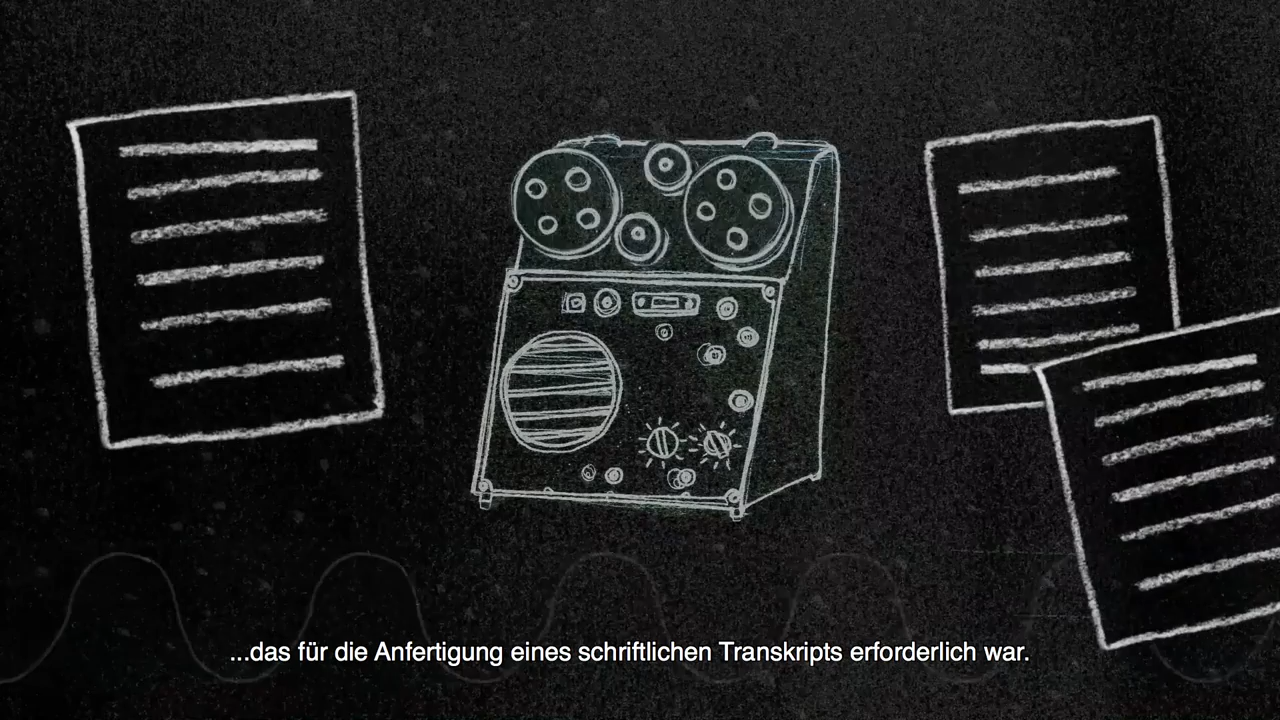 ...das für die Anfertigung eines schriftlichen Transkripts erforderlich war.